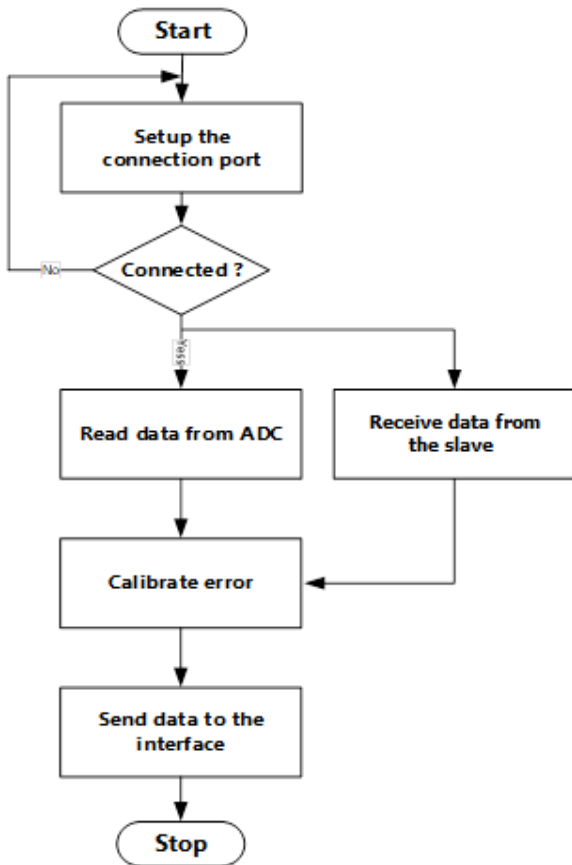 Start
Setup the
connection port
Connected ?
No
Yess
Read data from ADC
Receive data from
the slave
Calibrate error
Send data to the
interface
Stop